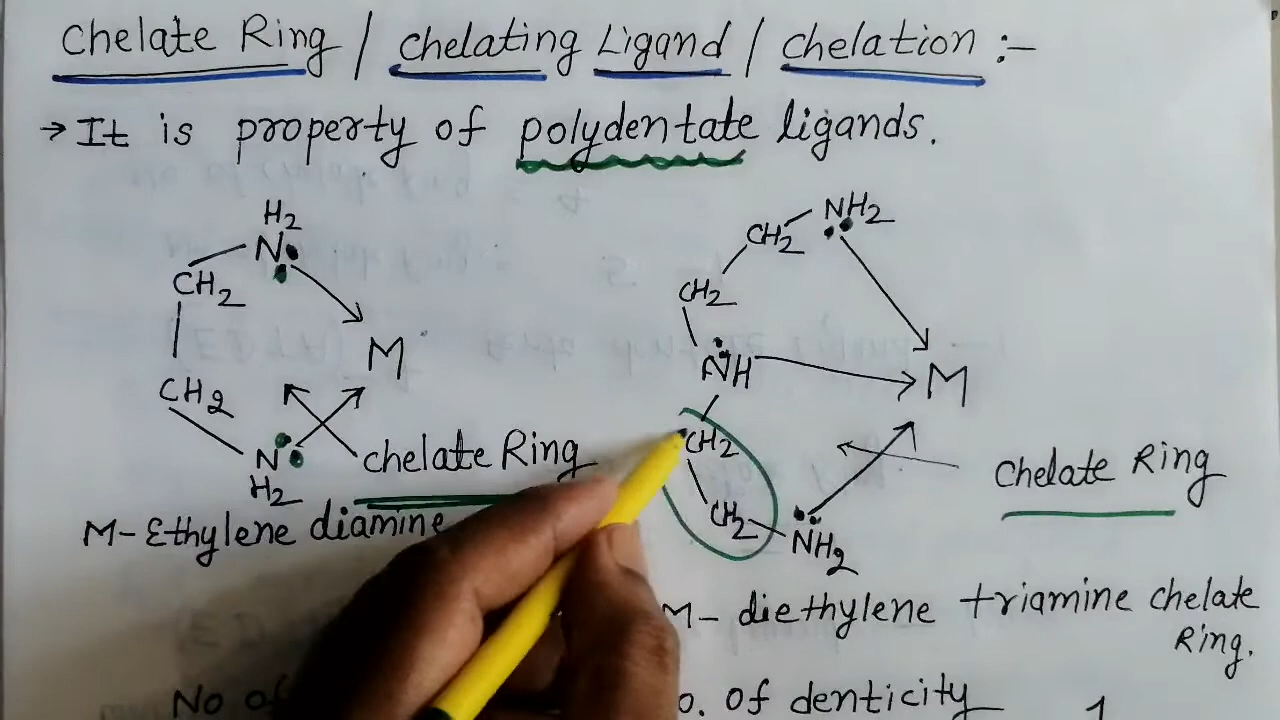 Chelate Ring / Chelating Ligand / Chelation :-
→ It is property of polydentate ligands.
H2
N
CH2
M
CH2
N
H2
Chelate Ring
M- Ethylene diamine
NH2
CH2
CH2
NH
M
CH2
CH2
NH2
Chelate Ring
M- diethylene triamine chelate
Ring.
No of
o. of denticity